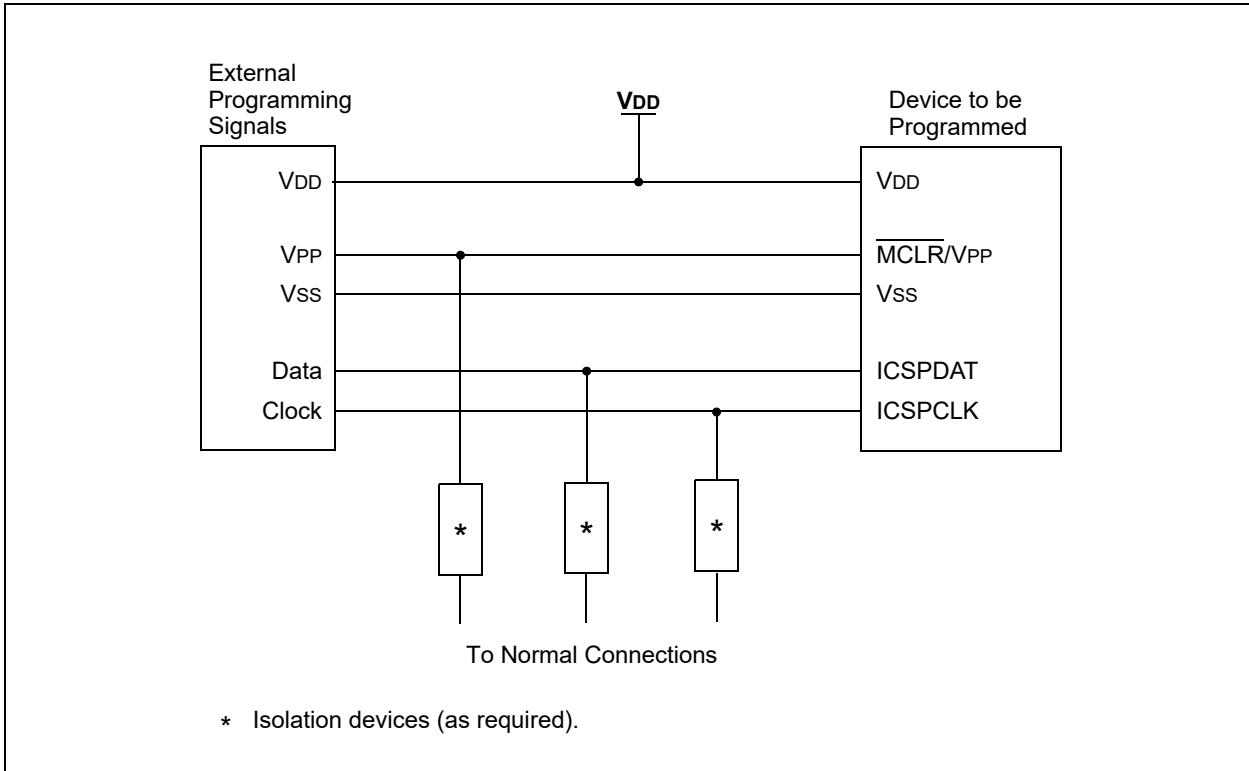 External
Programming
Signals
VDD
Device to be
Programmed
VDD
VDD
VPP
MCLR/VPP
VSS
VSS
Data
ICSPDAT
Clock
ICSPCLK
*
*
*
To Normal Connections
* Isolation devices (as required).